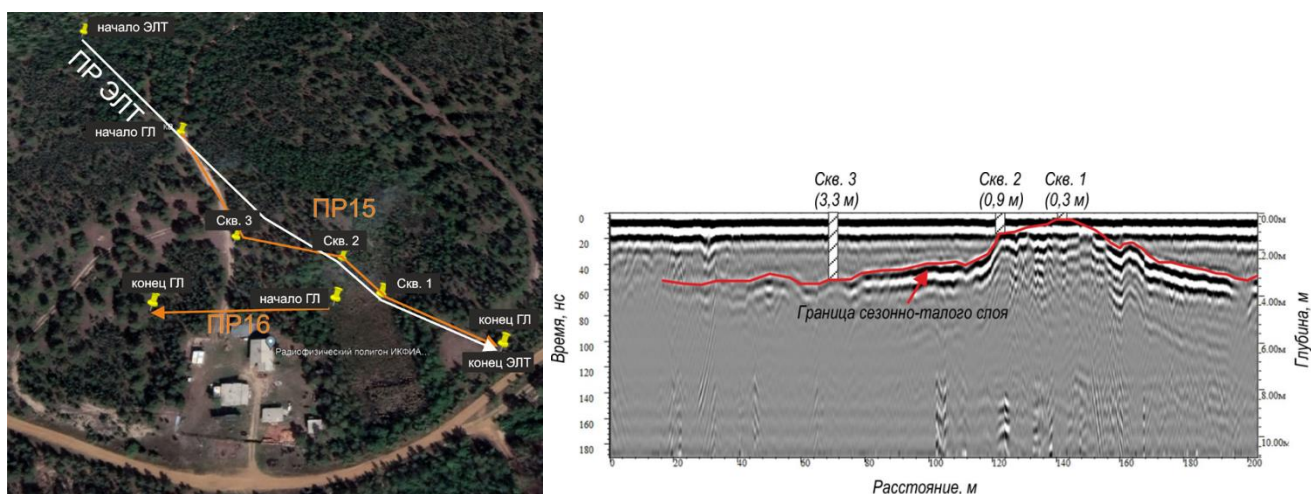 начало ЭЛТ
ПР ЭЛТ
начало ГЛ
ПР15
Скв. 3
Скв. 2
Скв. 1
конец ГЛ
начало ГЛ
ПР16
конец ГЛ
конец ЭЛТ
Радиофизический полигон ИКФИА...
Скв. 3
(3,3 м)
Скв. 2
(0,9 м)
Скв. 1
(0,3 м)
Время, нс
0
20
40
60
80
100
120
140
160
180
Граница сезонно-талого слоя
0.00м
2.00м
4.00м
6.00м
8.00м
10.00м
Глубина, м
0
20
40
60
80
100
120
140
160
180
200
Расстояние, м